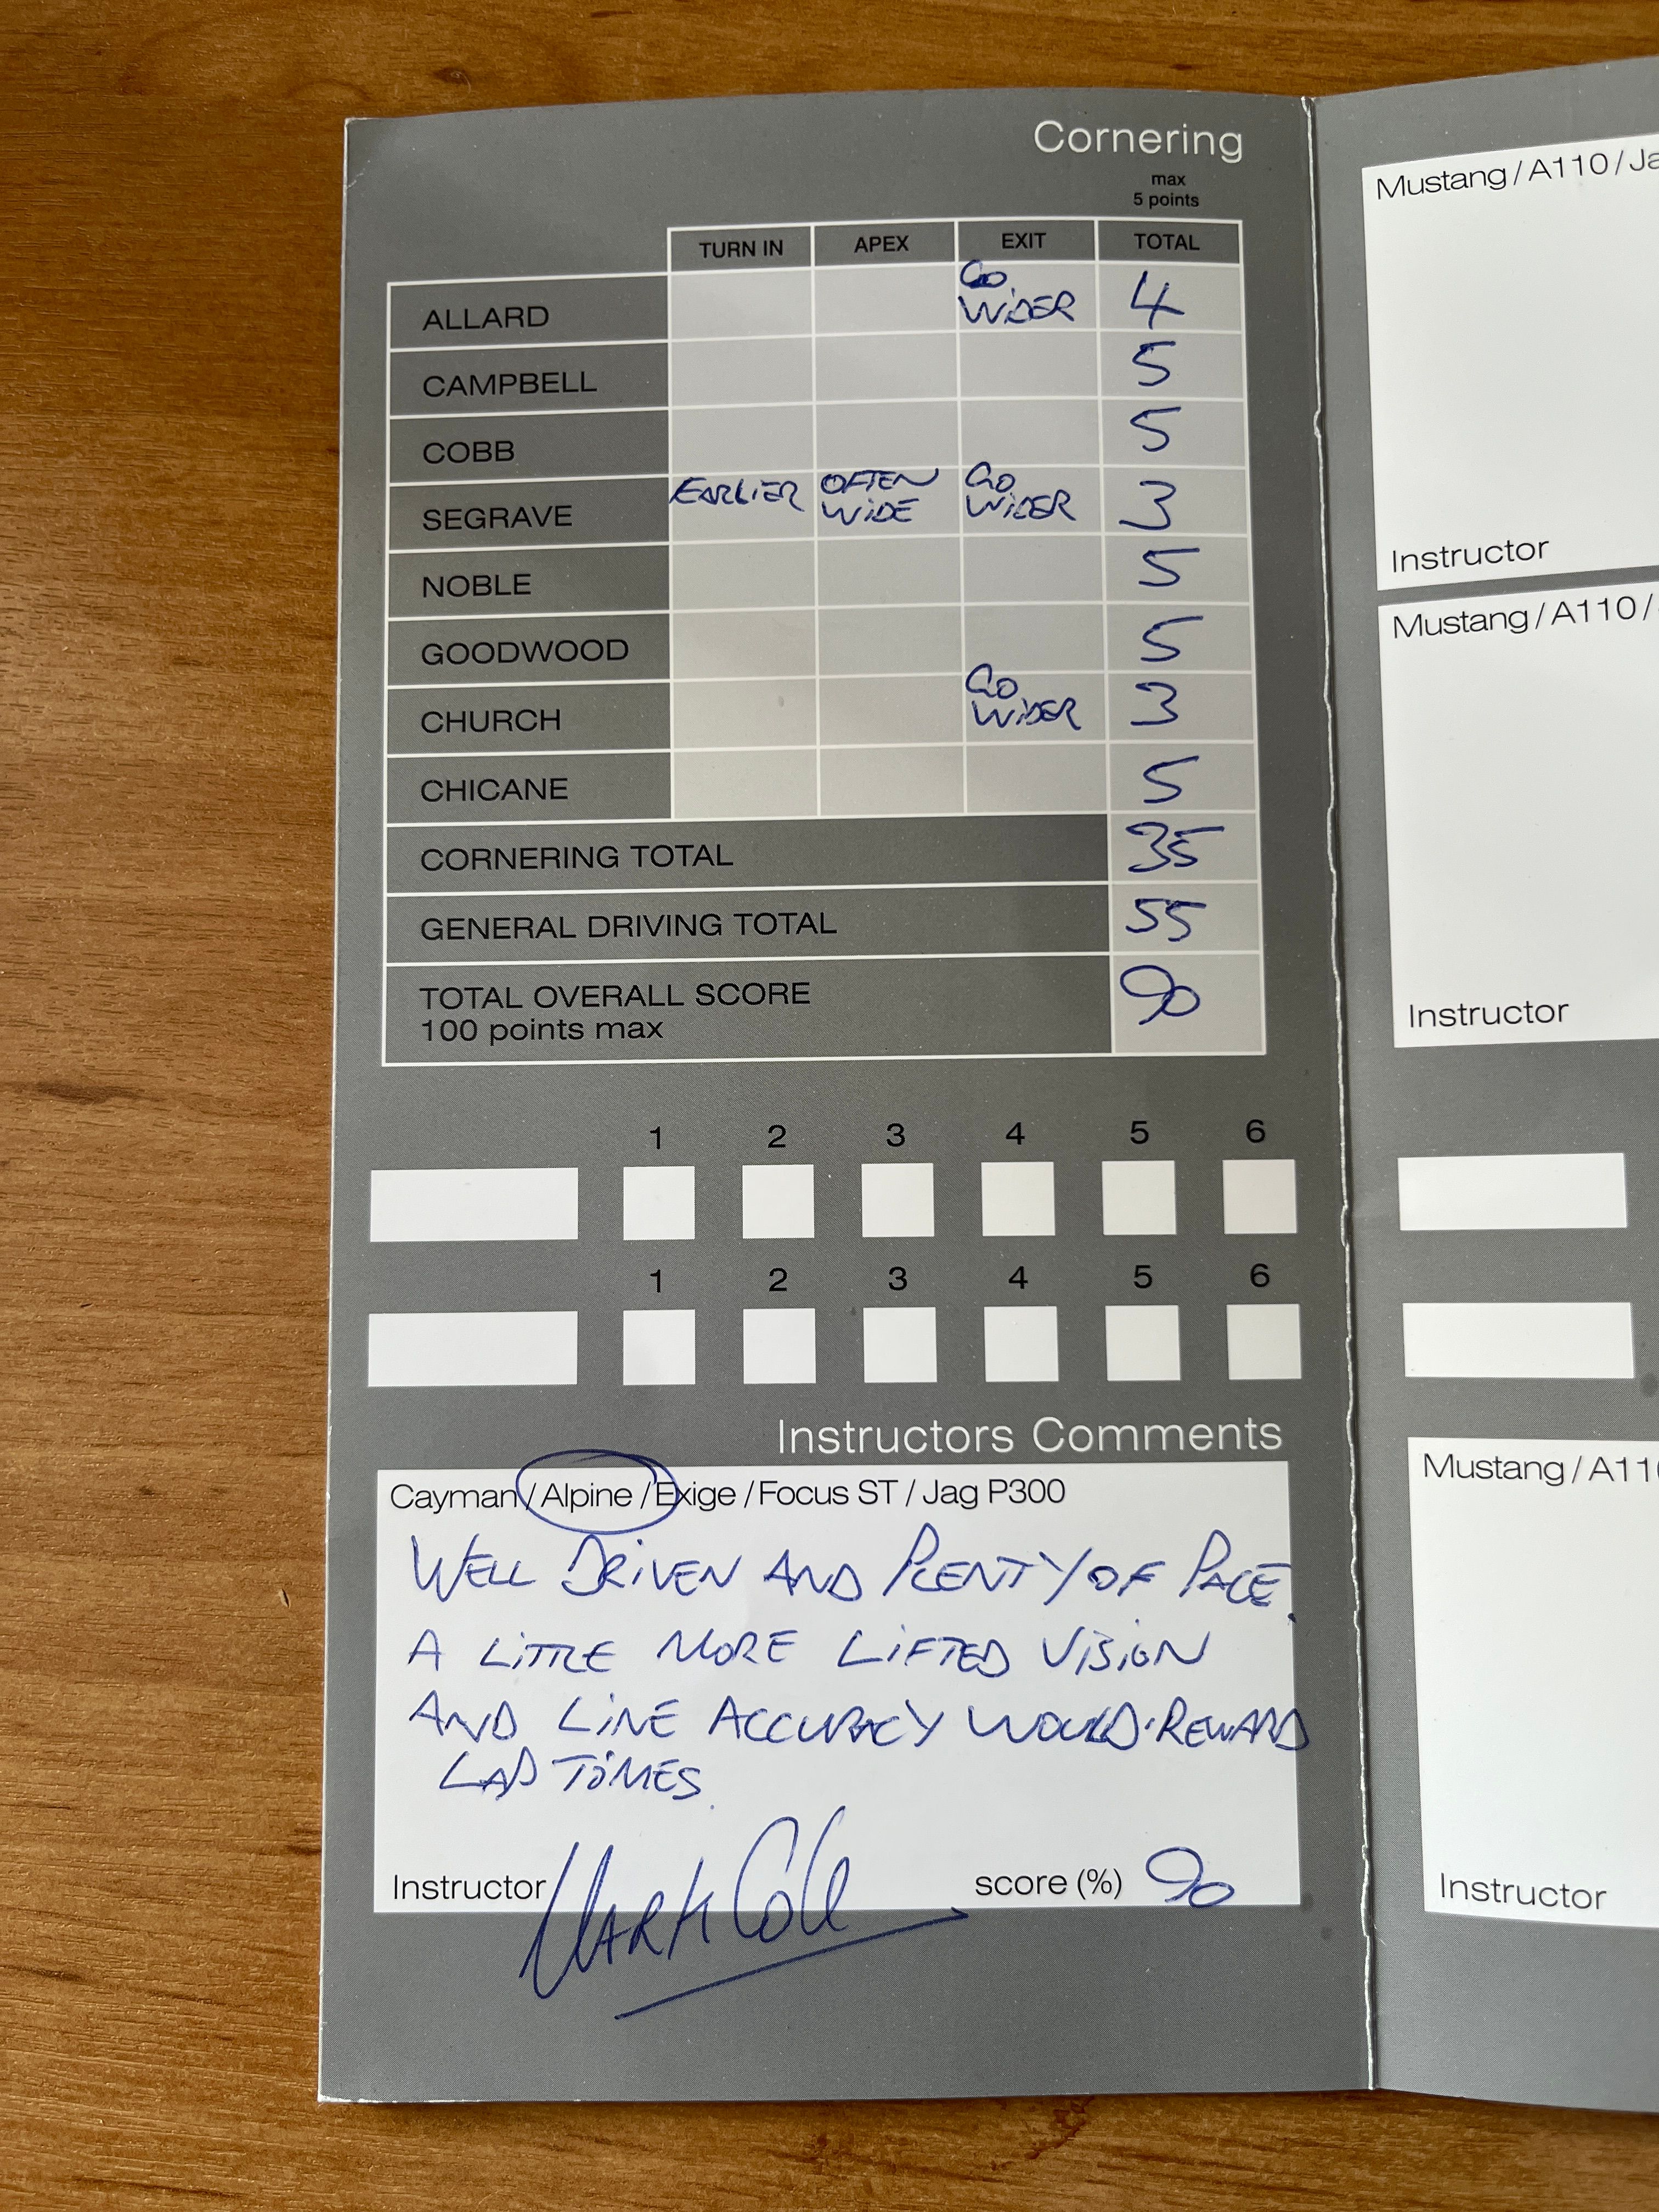 Cornering
max
5 points
TURN IN APEX EXIT TOTAL
ALLARD GO WIDER 4
CAMPBELL 5
COBB 5
SEGRAVE EARLIER OFTEN WIDE GO WIDER 3
NOBLE 5
GOODWOOD 5
CHURCH GO WIDER 3
CHICANE 5
CORNERING TOTAL 35
GENERAL DRIVING TOTAL 55
TOTAL OVERALL SCORE
100 points max 90
1 2 3 4 5 6
1 2 3 4 5 6
Instructors Comments
Cayman / Alpine / Exige / Focus ST / Jag P300
WELL DRIVEN AND PLENTY OF PACE.
A LITTLE MORE LIFTED VISION
AND LINE ACCURACY WOULD REWARD
LAP TIMES.
Instructor Mark Cole score (%) 90
Mustang / A110 / Ja
Instructor
Mustang / A110 /
Instructor
Mustang / A110
Instructor